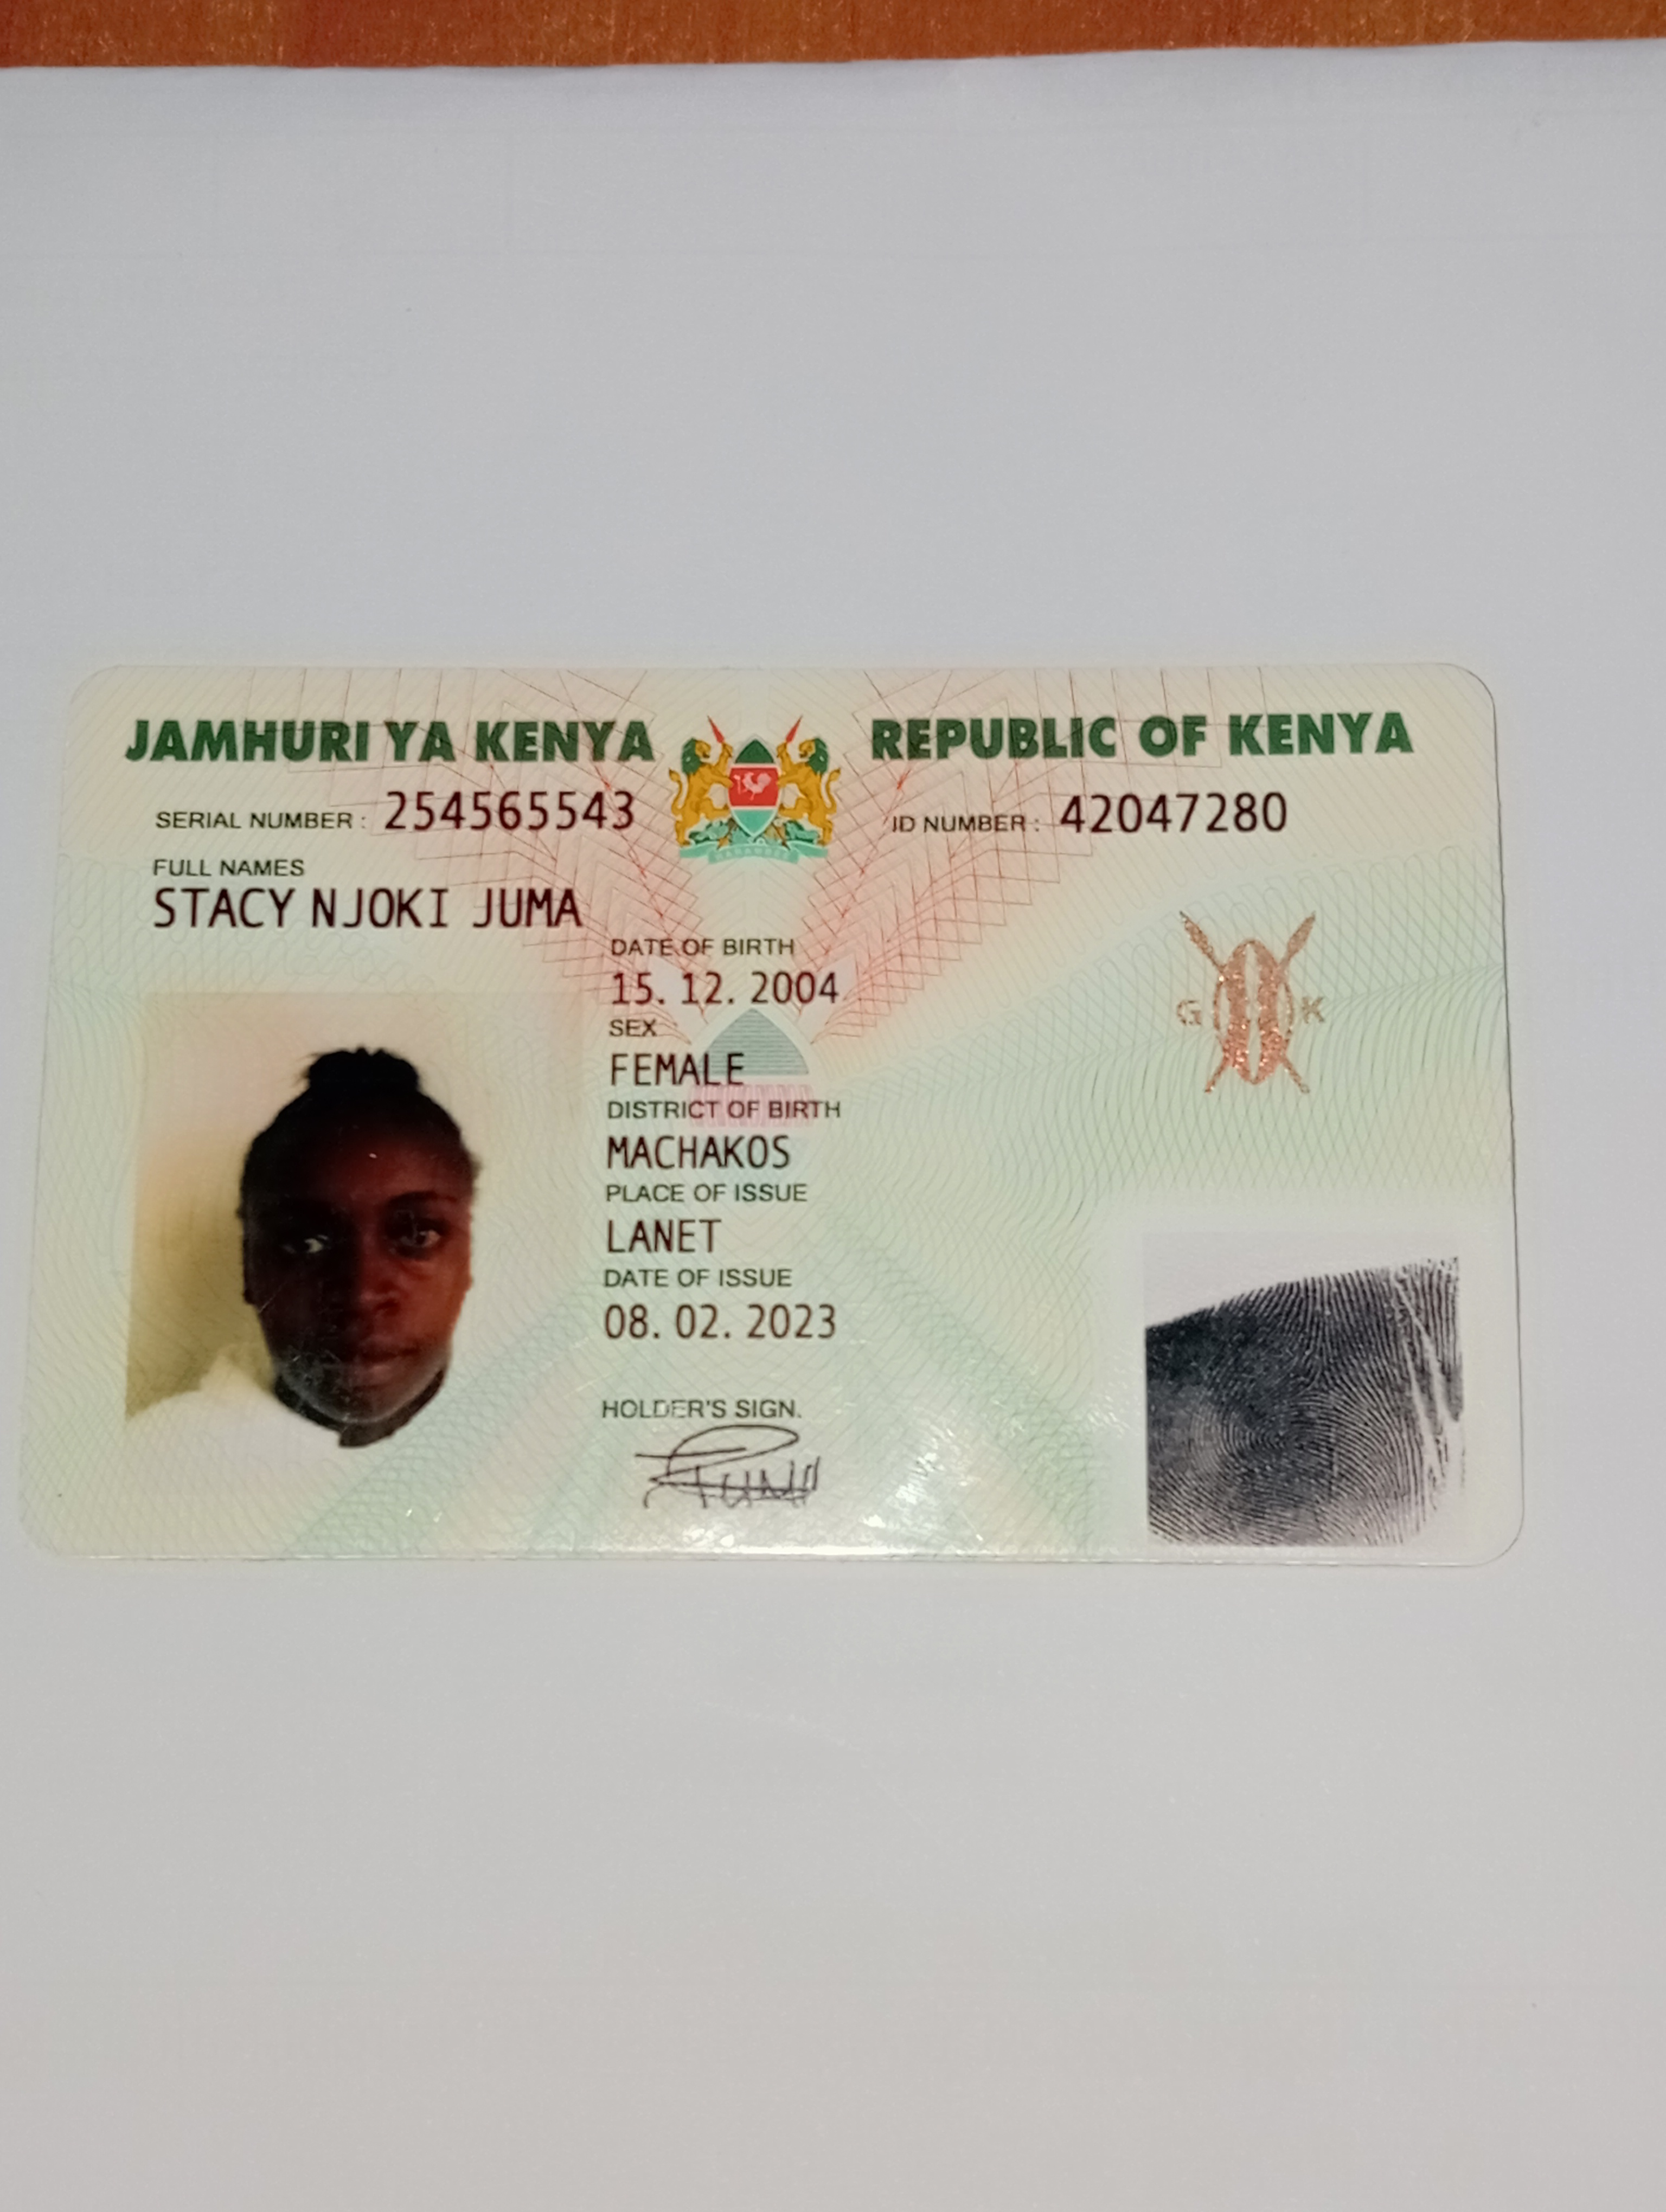 JAMHURI YA KENYA REPUBLIC OF KENYA
SERIAL NUMBER : 254565543 ID NUMBER : 42047280
FULL NAMES
STACY NJOKI JUMA
DATE OF BIRTH
15. 12. 2004
SEX
FEMALE
DISTRICT OF BIRTH
MACHAKOS
PLACE OF ISSUE
LANET
DATE OF ISSUE
08. 02. 2023
HOLDER'S SIGN.
G K
HARAMBEE